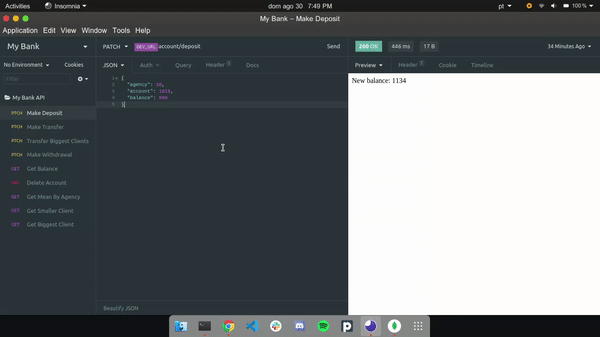 Activities
Insomnia
dom ago 30 7:49 PM
pt
100 %
My Bank – Make Deposit
Application Edit View Window Tools Help
My Bank
PATCH DEV_URL account/deposit Send
200 OK 446 ms 17 B 34 Minutes Ago
No Environment Cookies
JSON Auth Query Header Docs
Preview Header Cookie Timeline
Filter
My Bank API
PTCH Make Deposit
PTCH Make Transfer
PTCH Transfer Biggest Clients
PTCH Make Withdrawal
GET Get Balance
DEL Delete Account
GET Get Mean By Agency
GET Get Smaller Client
GET Get Biggest Client
1 {
2 "agency":
3 "account":
4 "balance":
5 }
New balance: 1134
Beautify JSON